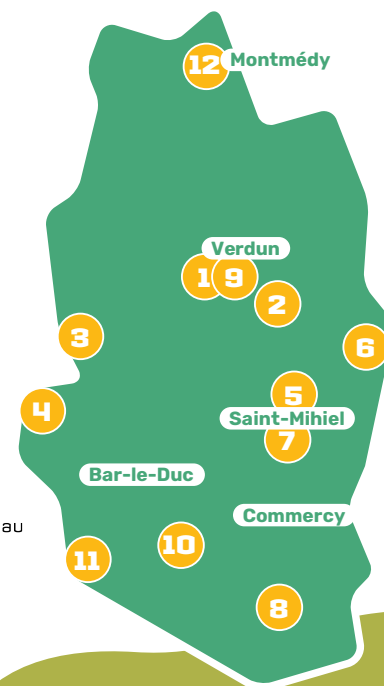 12 Montmédy
Verdun
1 9
2
3
6
4
5
Saint-Mihiel
7
Bar-le-Duc
Commercy
au
10
11
8